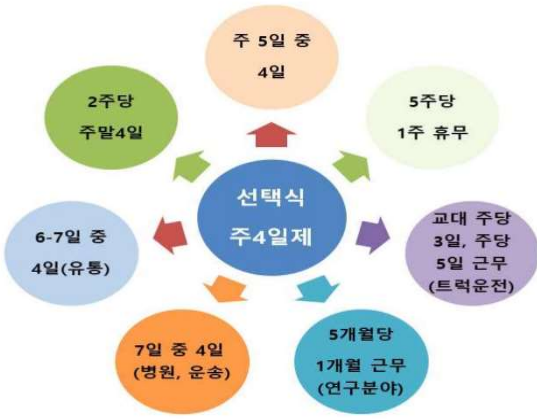 주 5일 중
4일
5주당
1주 휴무
교대 주당
3일, 주당
5일 근무
(트럭운전)
5개월당
1개월 근무
(연구분야)
7일 중 4일
(병원, 운송)
6-7일 중
4일(유통)
2주당
주말4일
선택식
주4일제